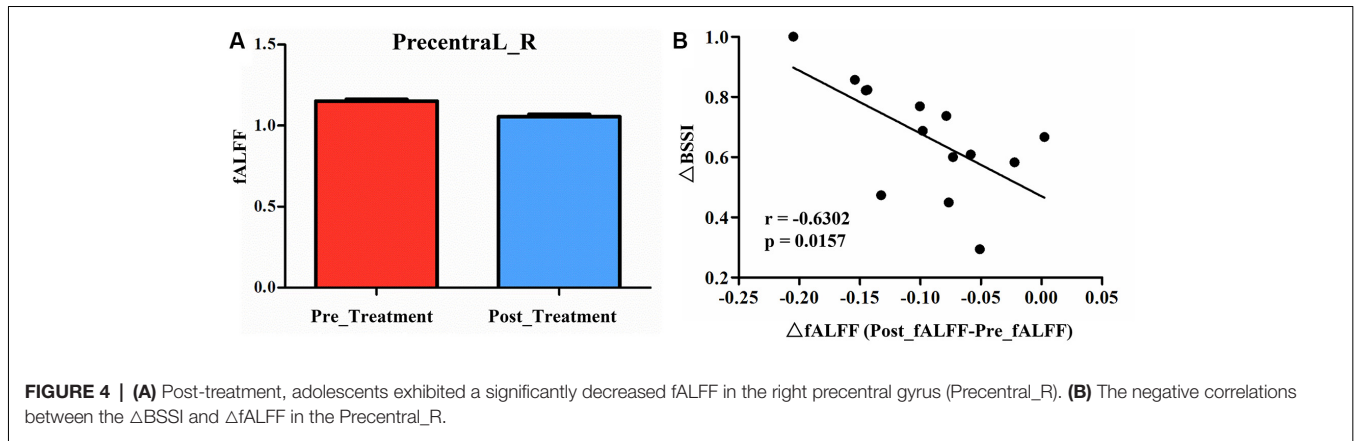 A
PrecentraL_R
1.5
1.0
0.5
0.0
fALFF
Pre_Treatment
Post_Treatment
B
1.0
0.8
0.6
0.4
0.2
△BSSI
r = -0.6302
p = 0.0157
-0.25 -0.20 -0.15 -0.10 -0.05 0.00 0.05
△fALFF (Post_fALFF-Pre_fALFF)
FIGURE 4 | (A) Post-treatment, adolescents exhibited a significantly decreased fALFF in the right precentral gyrus (Precentral_R). (B) The negative correlations
between the △BSSI and △fALFF in the Precentral_R.